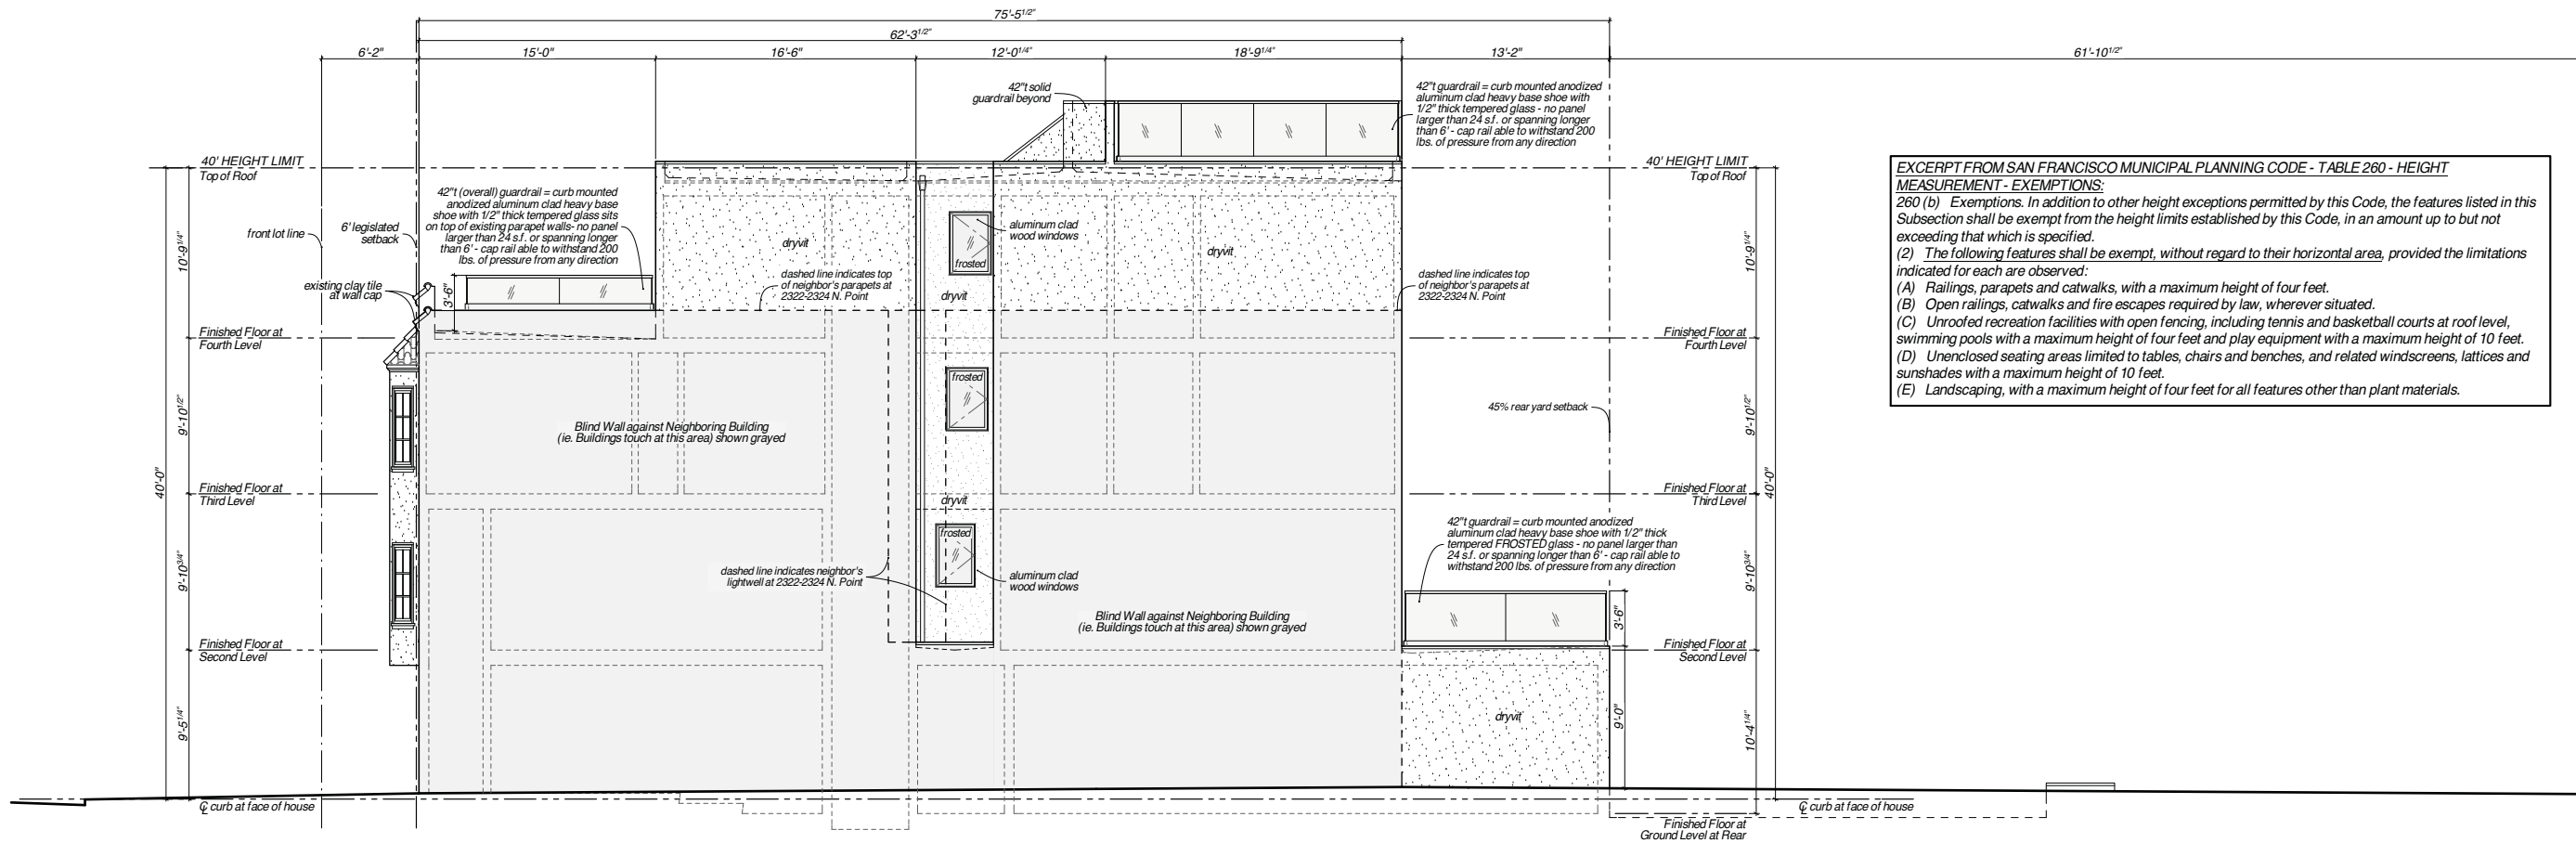 75'-5 1/2"
62'-3 1/2"
6'-2"
15'-0"
16'-6"
12'-0 1/4"
18'-9 1/4"
13'-2"
61'-10 1/2"
42"t solid
guardrail beyond
42"t guardrail = curb mounted anodized
aluminum clad heavy base shoe with
1/2" thick tempered glass - no panel
larger than 24 s.f. or spanning longer
than 6' - cap rail able to withstand 200
lbs. of pressure from any direction
40' HEIGHT LIMIT
Top of Roof
40' HEIGHT LIMIT
Top of Roof
EXCERPT FROM SAN FRANCISCO MUNICIPAL PLANNING CODE - TABLE 260 - HEIGHT
MEASUREMENT - EXEMPTIONS:
260 (b) Exemptions. In addition to other height exceptions permitted by this Code, the features listed in this
Subsection shall be exempt from the height limits established by this Code, in an amount up to but not
exceeding that which is specified.
(2) The following features shall be exempt, without regard to their horizontal area, provided the limitations
indicated for each are observed:
(A) Railings, parapets and catwalks, with a maximum height of four feet.
(B) Open railings, catwalks and fire escapes required by law, wherever situated.
(C) Unroofed recreation facilities with open fencing, including tennis and basketball courts at roof level,
swimming pools with a maximum height of four feet and play equipment with a maximum height of 10 feet.
(D) Unenclosed seating areas limited to tables, chairs and benches, and related windscreens, lattices and
sunshades with a maximum height of 10 feet.
(E) Landscaping, with a maximum height of four feet for all features other than plant materials.
42"t (overall) guardrail = curb mounted
anodized aluminum clad heavy base
shoe with 1/2" thick tempered glass sits
on top of existing parapet walls- no panel
larger than 24 s.f. or spanning longer
than 6' - cap rail able to withstand 200
lbs. of pressure from any direction
front lot line
6' legislated
setback
existing clay tile
at wall cap
10'-9 1/4"
3'-6"
dryvit
aluminum clad
wood windows
frosted
dryvit
dryvit
10'-9 1/4"
dashed line indicates top
of neighbor's parapets at
2322-2324 N. Point
dashed line indicates top
of neighbor's parapets at
2322-2324 N. Point
Finished Floor at
Fourth Level
Finished Floor at
Fourth Level
frosted
9'-10 1/2"
Blind Wall against Neighboring Building
(ie. Buildings touch at this area) shown grayed
45% rear yard setback
9'-10 1/2"
40'-0"
Finished Floor at
Third Level
dryvit
Finished Floor at
Third Level
40'-0"
frosted
42"t guardrail = curb mounted anodized
aluminum clad heavy base shoe with 1/2" thick
tempered FROSTED glass - no panel larger than
24 s.f. or spanning longer than 6' - cap rail able to
withstand 200 lbs. of pressure from any direction
9'-10 3/4"
dashed line indicates neighbor's
lightwell at 2322-2324 N. Point
aluminum clad
wood windows
9'-10 3/4"
Blind Wall against Neighboring Building
(ie. Buildings touch at this area) shown grayed
3'-6"
Finished Floor at
Second Level
Finished Floor at
Second Level
9'-5 1/4"
dryvit
9'-0"
10'-4 1/4"
℄ curb at face of house
℄ curb at face of house
Finished Floor at
Ground Level at Rear